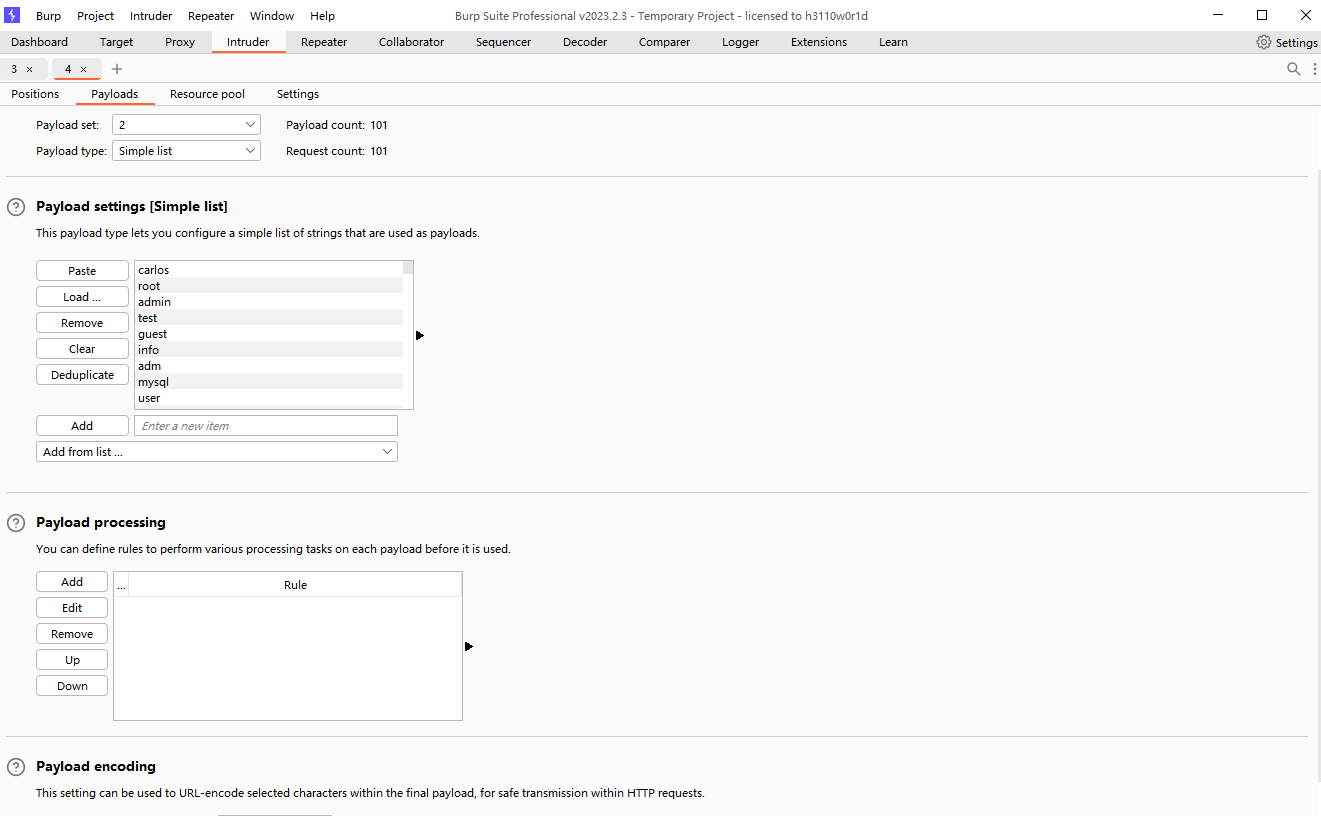 Burp Project Intruder Repeater Window Help Burp Suite Professional v2023.2.3 - Temporary Project - licensed to h3110w0r1d
Dashboard Target Proxy Intruder Repeater Collaborator Sequencer Decoder Comparer Logger Extensions Learn Settings
3 × 4 × +
Positions Payloads Resource pool Settings
Payload set: 2 Payload count: 101
Payload type: Simple list Request count: 101
? Payload settings [Simple list]
This payload type lets you configure a simple list of strings that are used as payloads.
Paste
Load ...
Remove
Clear
Deduplicate
carlos
root
admin
test
guest
info
adm
mysql
user
Add Enter a new item
Add from list ...
? Payload processing
You can define rules to perform various processing tasks on each payload before it is used.
Add
Edit
Remove
Up
Down
... Rule
? Payload encoding
This setting can be used to URL-encode selected characters within the final payload, for safe transmission within HTTP requests.